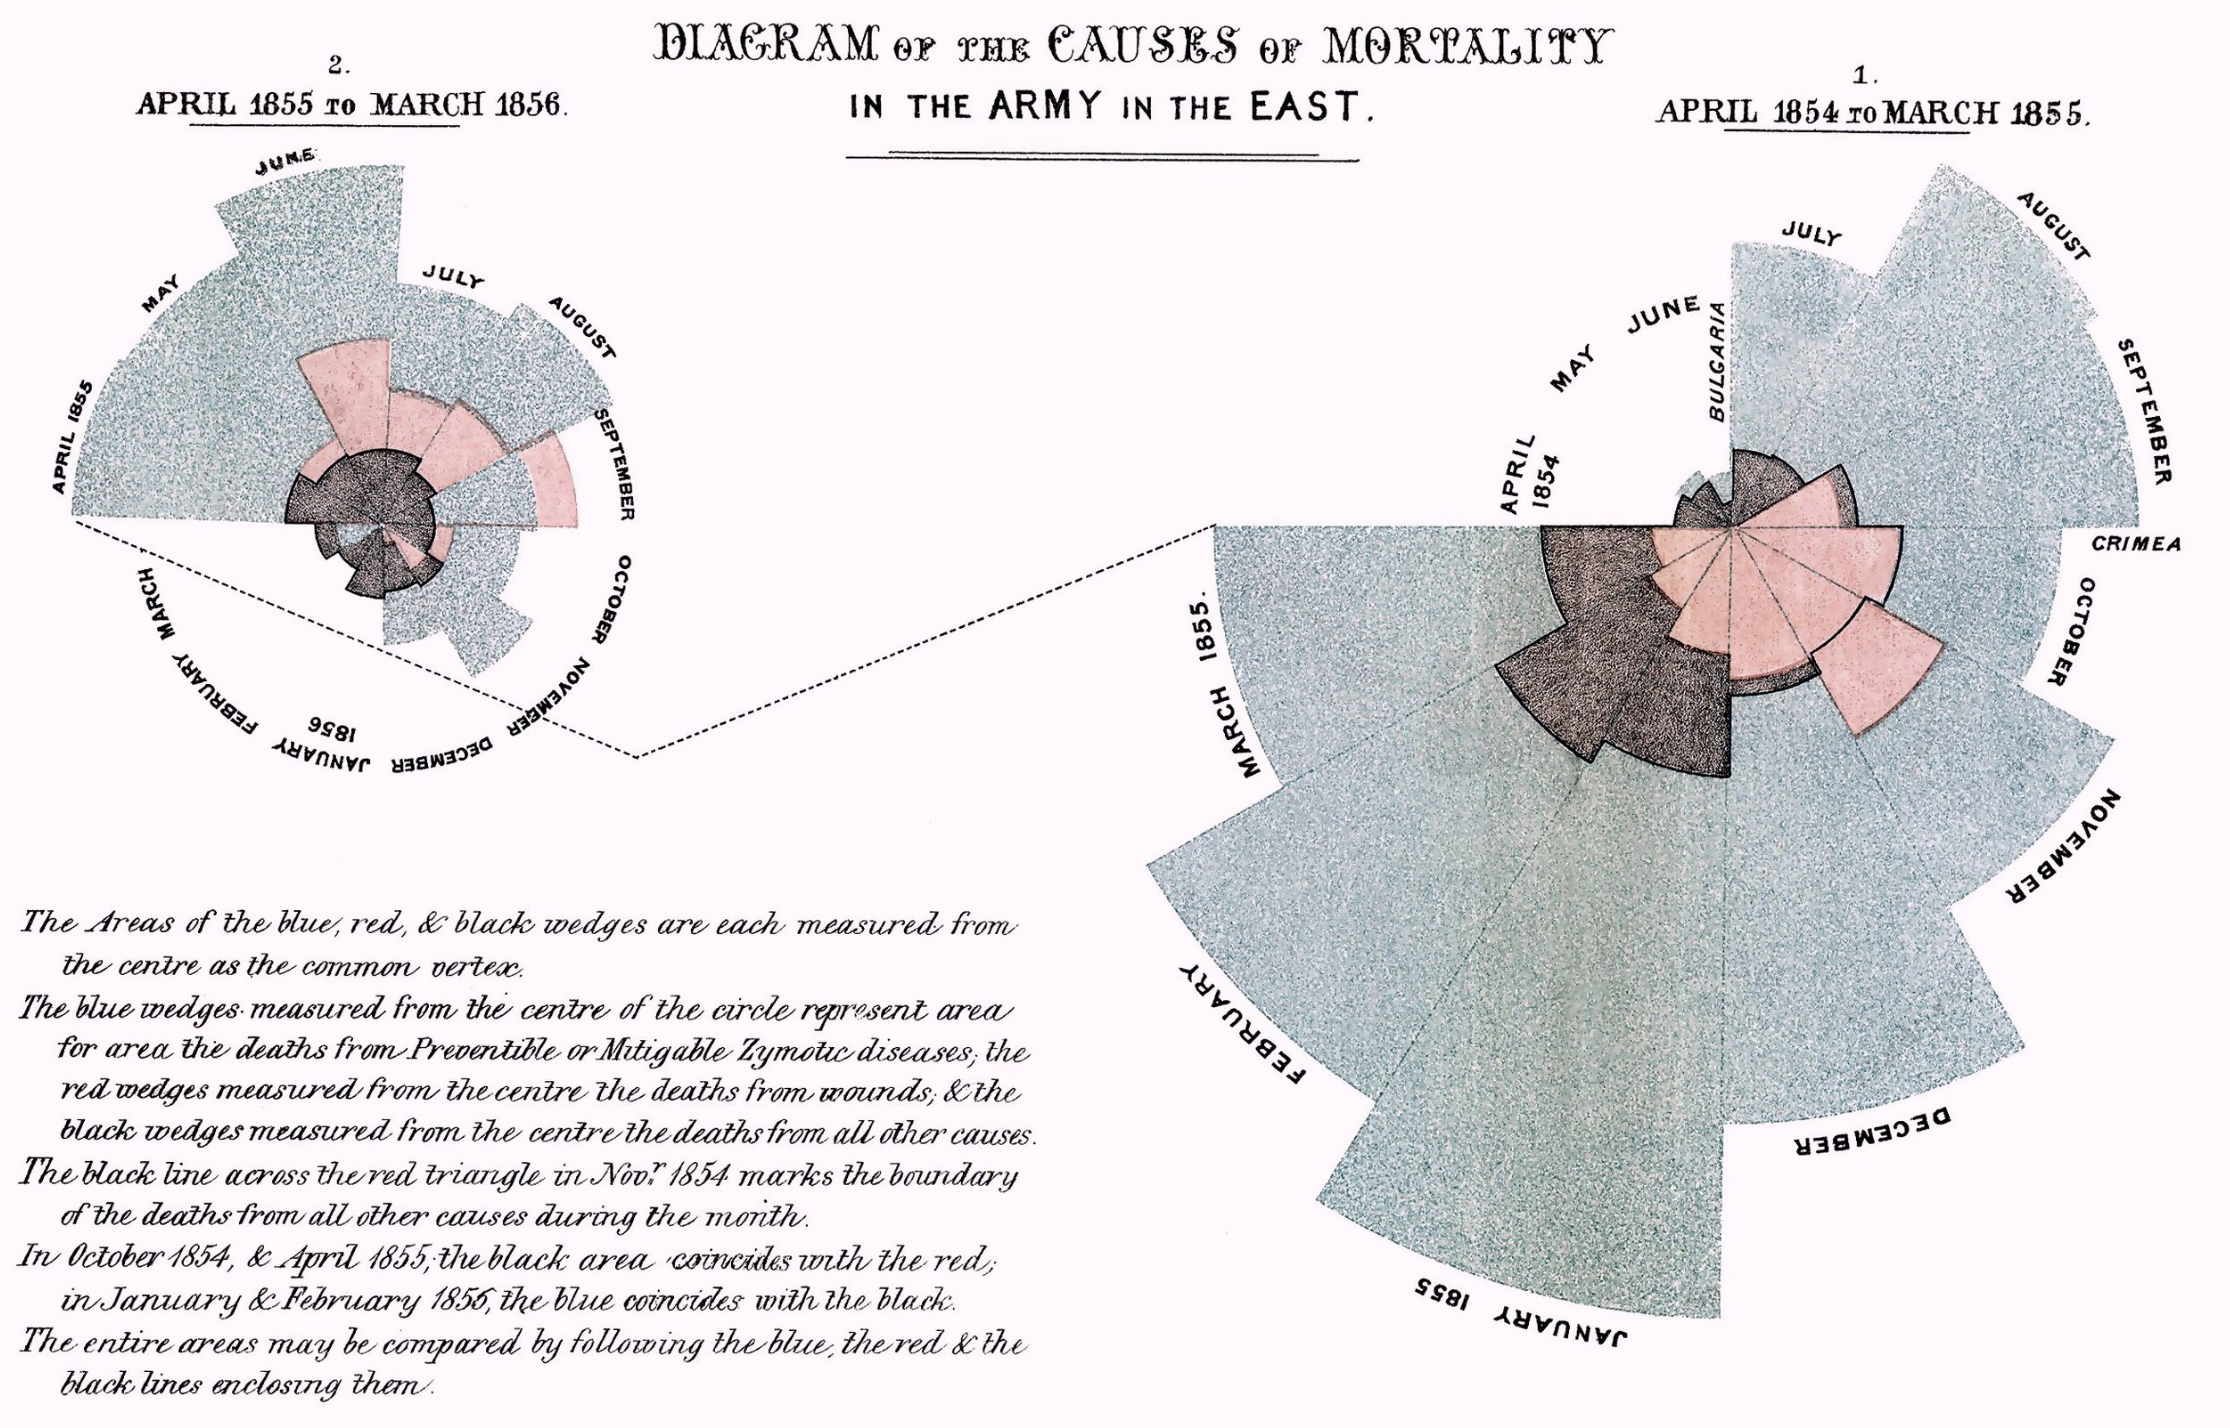 DIAGRAM OF THE CAUSES OF MORTALITY
IN THE ARMY IN THE EAST.
2.
APRIL 1855 TO MARCH 1856.
1.
APRIL 1854 TO MARCH 1855.
APRIL 1855
MAY
JUNE
JULY
AUGUST
SEPTEMBER
OCTOBER
NOVEMBER
DECEMBER
JANUARY
1856
FEBRUARY
MARCH
APRIL
1854
MAY
JUNE
BULGARIA
JULY
AUGUST
SEPTEMBER
CRIMEA
OCTOBER
NOVEMBER
DECEMBER
JANUARY 1855
FEBRUARY
MARCH 1855.
The Areas of the blue, red, & black wedges are each measured from
the centre as the common vertex.
The blue wedges measured from the centre of the circle represent area
for area the deaths from Preventible or Mitigable Zymotic diseases; the
red wedges measured from the centre the deaths from wounds; & the
black wedges measured from the centre the deaths from all other causes.
The black line across the red triangle in Novr. 1854 marks the boundary
of the deaths from all other causes during the month.
In October 1854, & April 1855; the black area coincides with the red;
in January & February 1856, the blue coincides with the black.
The entire areas may be compared by following the blue, the red & the
black lines enclosing them.